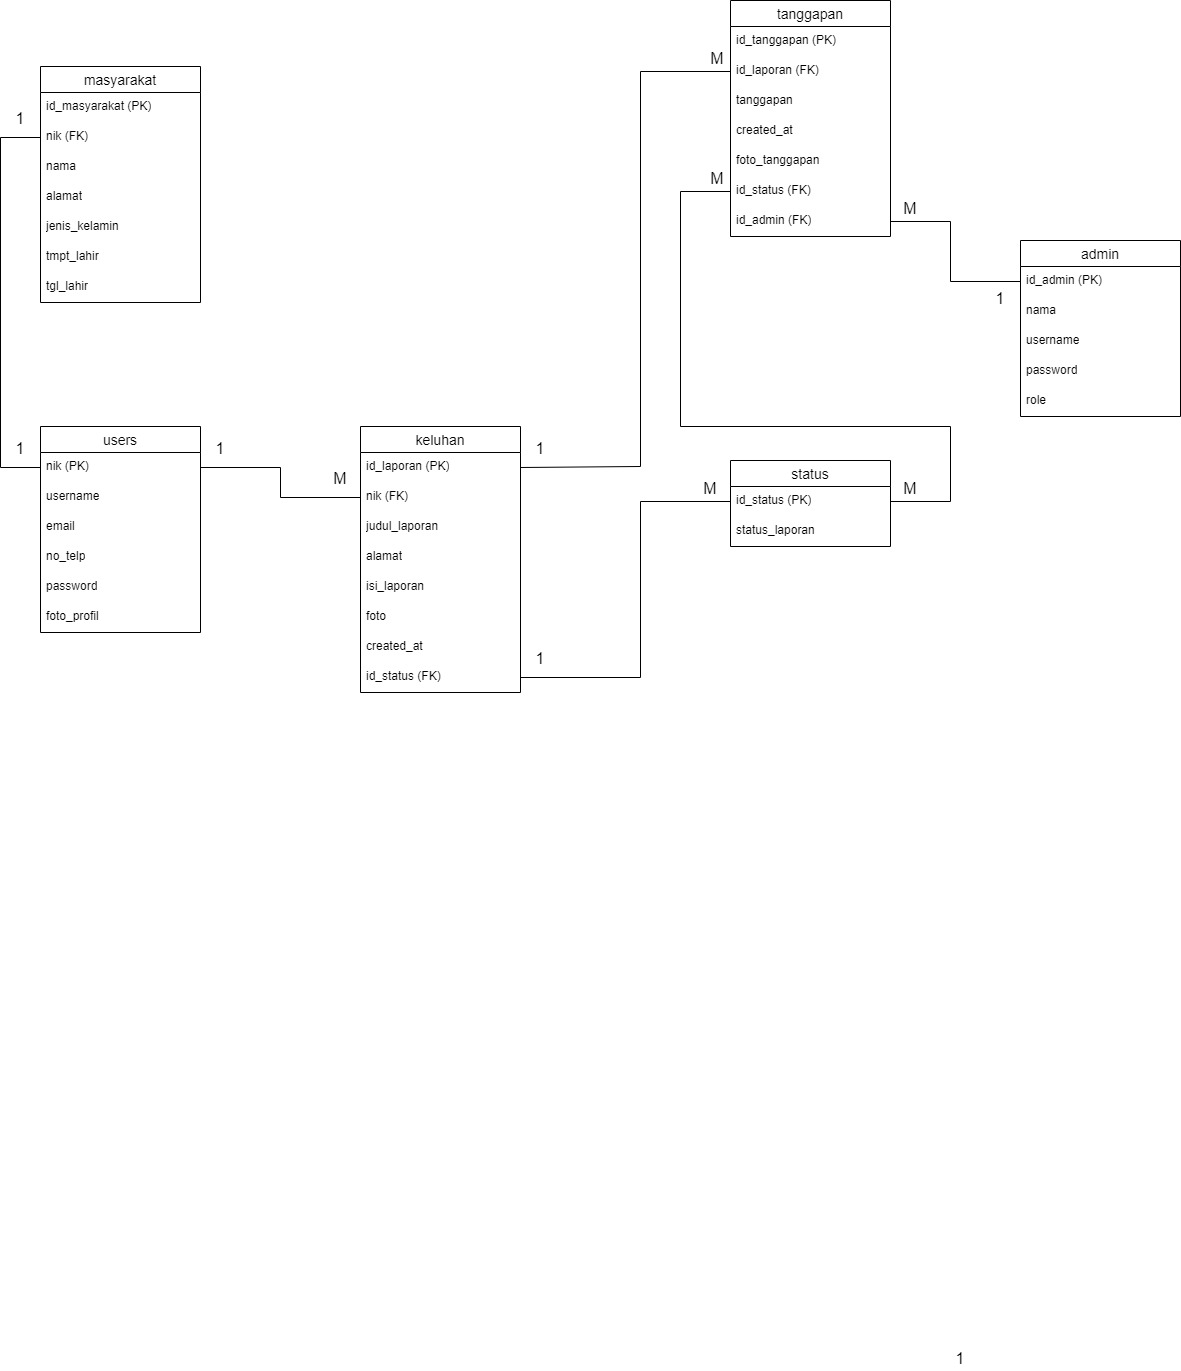 masyarakat
id_masyarakat (PK)
nik (FK)
nama
alamat
jenis_kelamin
tmpt_lahir
tgl_lahir
1
1
users
nik (PK)
username
email
no_telp
password
foto_profil
1
M
keluhan
id_laporan (PK)
nik (FK)
judul_laporan
alamat
isi_laporan
foto
created_at
id_status (FK)
1
1
M
M
tanggapan
id_tanggapan (PK)
id_laporan (FK)
tanggapan
created_at
foto_tanggapan
id_status (FK)
id_admin (FK)
M
1
admin
id_admin (PK)
nama
username
password
role
M
status
id_status (PK)
status_laporan
M
1